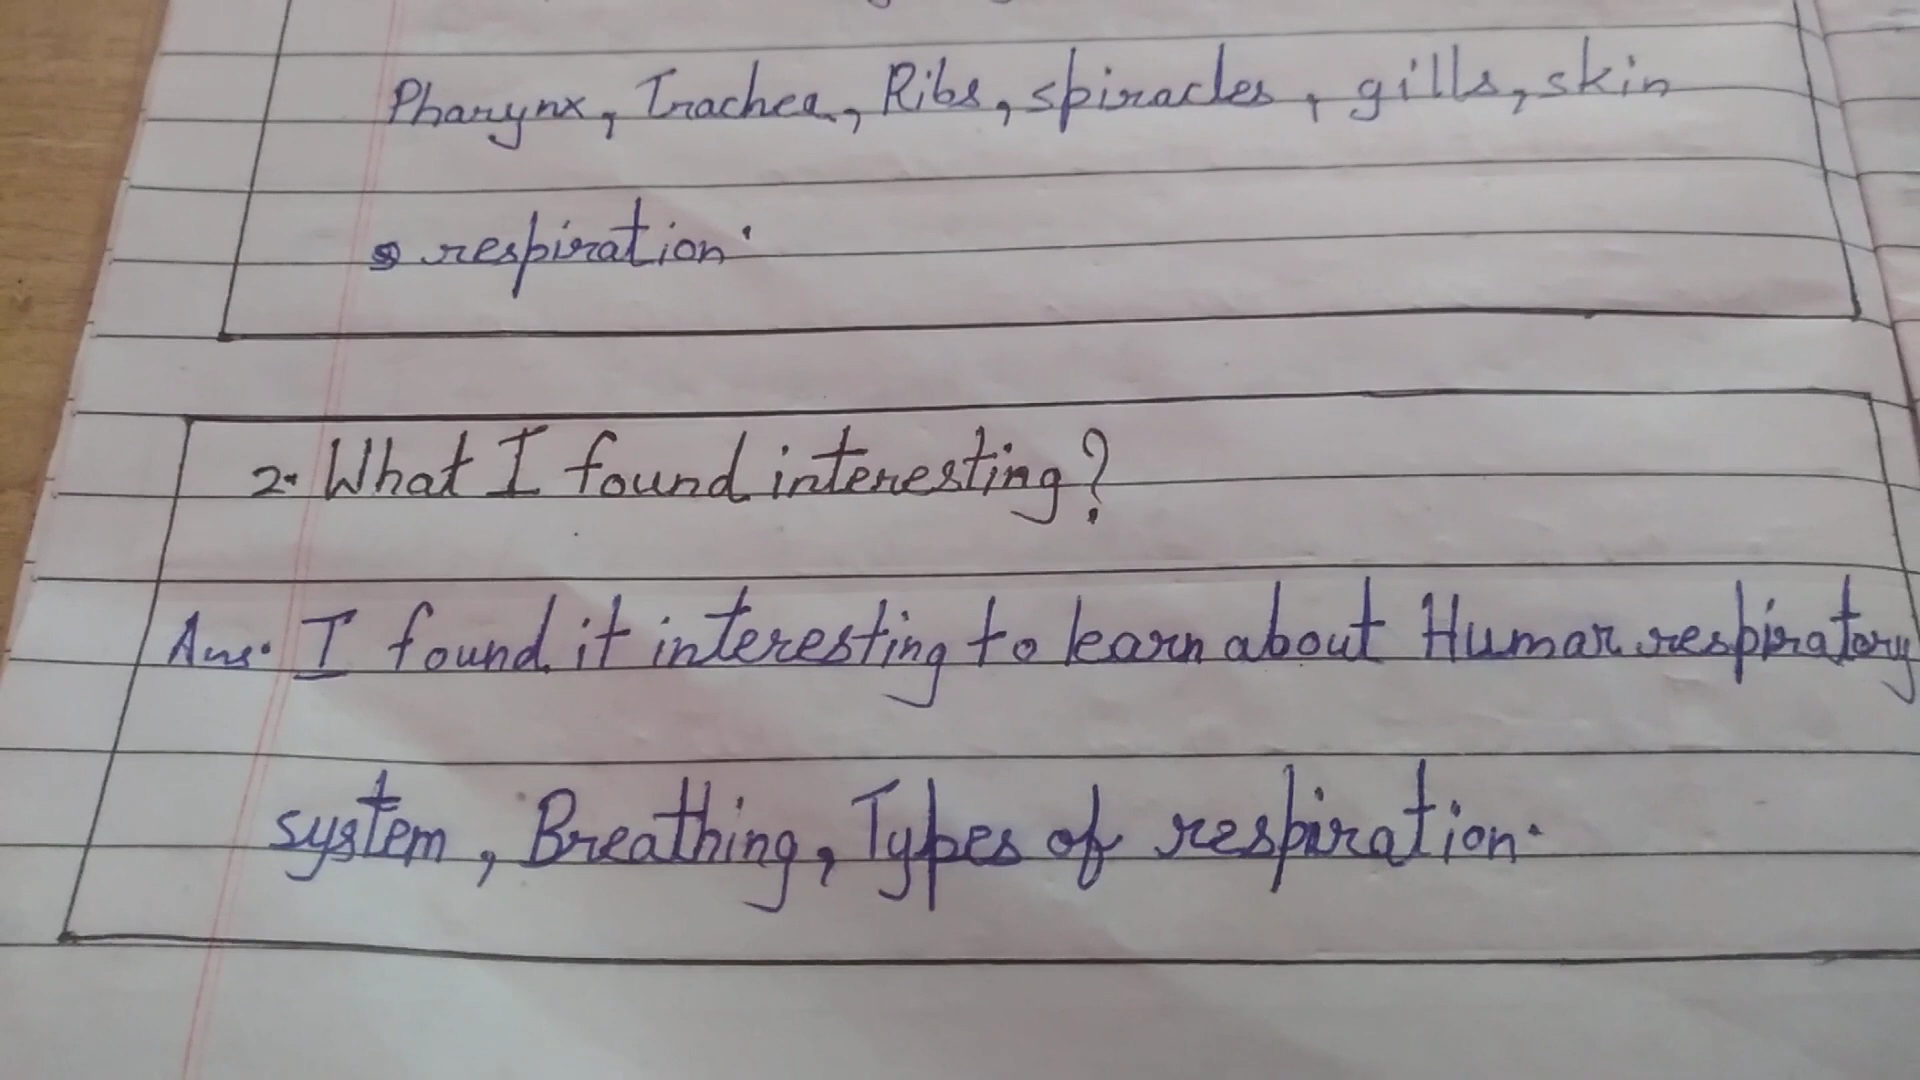 Pharynx, Trachea, Ribs, spiracles, gills, skin
respiration.
2. What I found interesting?
Ans. I found it interesting to learn about Human respiratory
system, Breathing, Types of respiration.